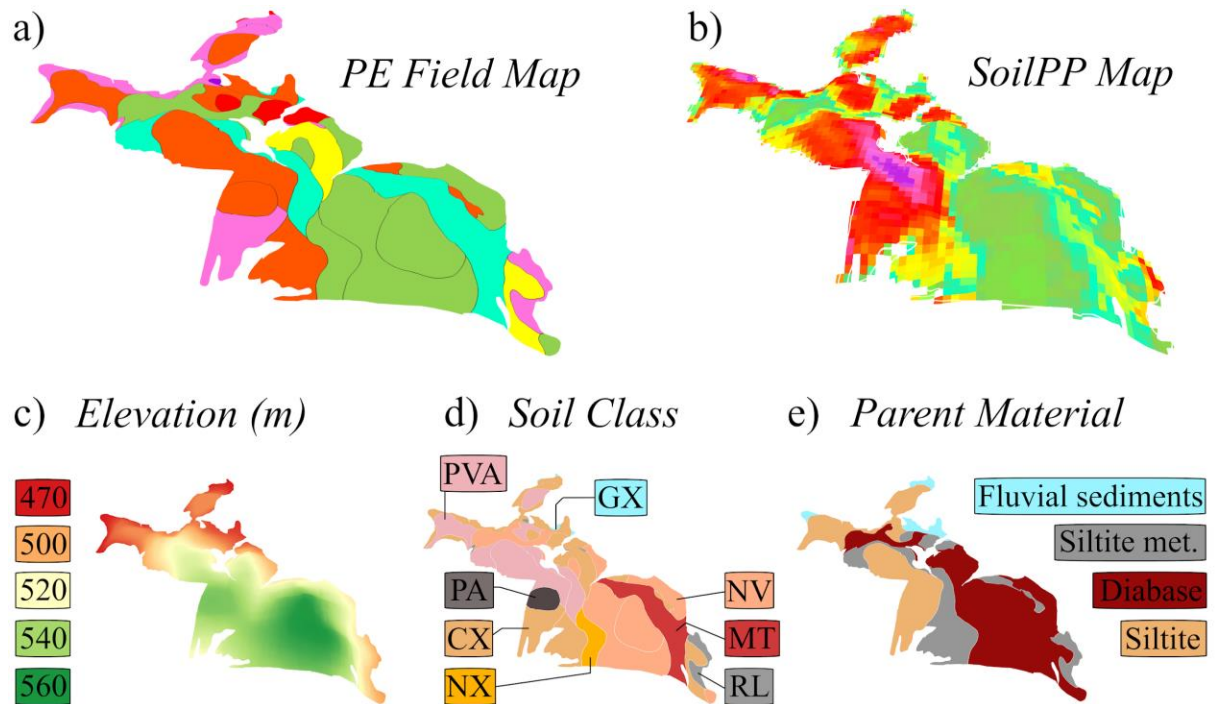 a)
PE Field Map
b)
SoilPP Map
c) Elevation (m)
470
500
520
540
560
d) Soil Class
PVA
GX
PA
NV
CX
MT
NX
RL
e) Parent Material
Fluvial sediments
Siltite met.
Diabase
Siltite